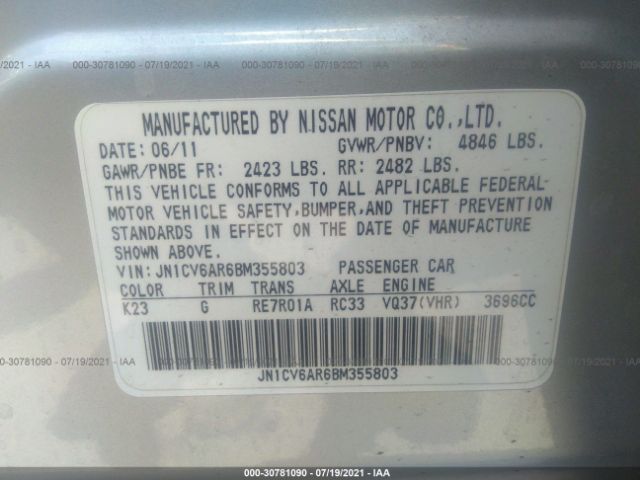 000-30781090 - 07/19/2021 - IAA
MANUFACTURED BY NISSAN MOTOR CO.,LTD.
DATE: 06/11 GVWR/PNBV: 4846 LBS.
GAWR/PNBE FR: 2423 LBS. RR: 2482 LBS.
THIS VEHICLE CONFORMS TO ALL APPLICABLE FEDERAL
MOTOR VEHICLE SAFETY,BUMPER,AND THEFT PREVENTION
STANDARDS IN EFFECT ON THE DATE OF MANUFACTURE
SHOWN ABOVE.
VIN: JN1CV6AR6BM355803 PASSENGER CAR
COLOR TRIM TRANS AXLE ENGINE
K23 G RE7R01A RC33 VQ37(VHR) 3696CC
JN1CV6AR6BM355803
000-30781090 - 07/19/2021 - IAA
000-30781090 - 07/19/2021 - IAA